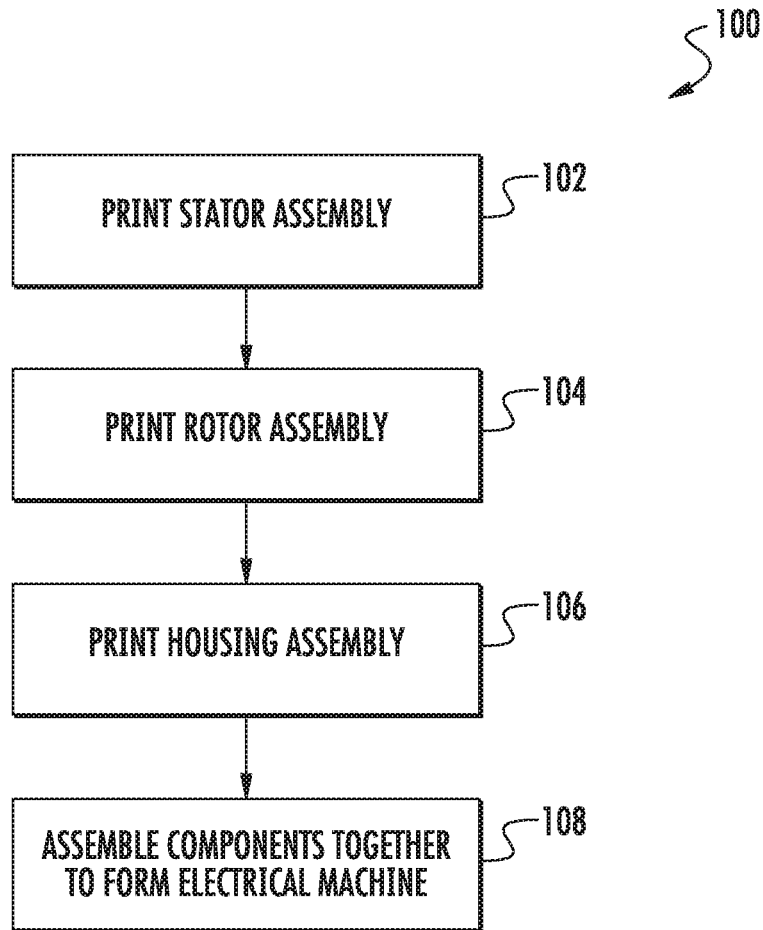 100
PRINT STATOR ASSEMBLY
102
PRINT ROTOR ASSEMBLY
104
PRINT HOUSING ASSEMBLY
106
ASSEMBLE COMPONENTS TOGETHER
TO FORM ELECTRICAL MACHINE
108